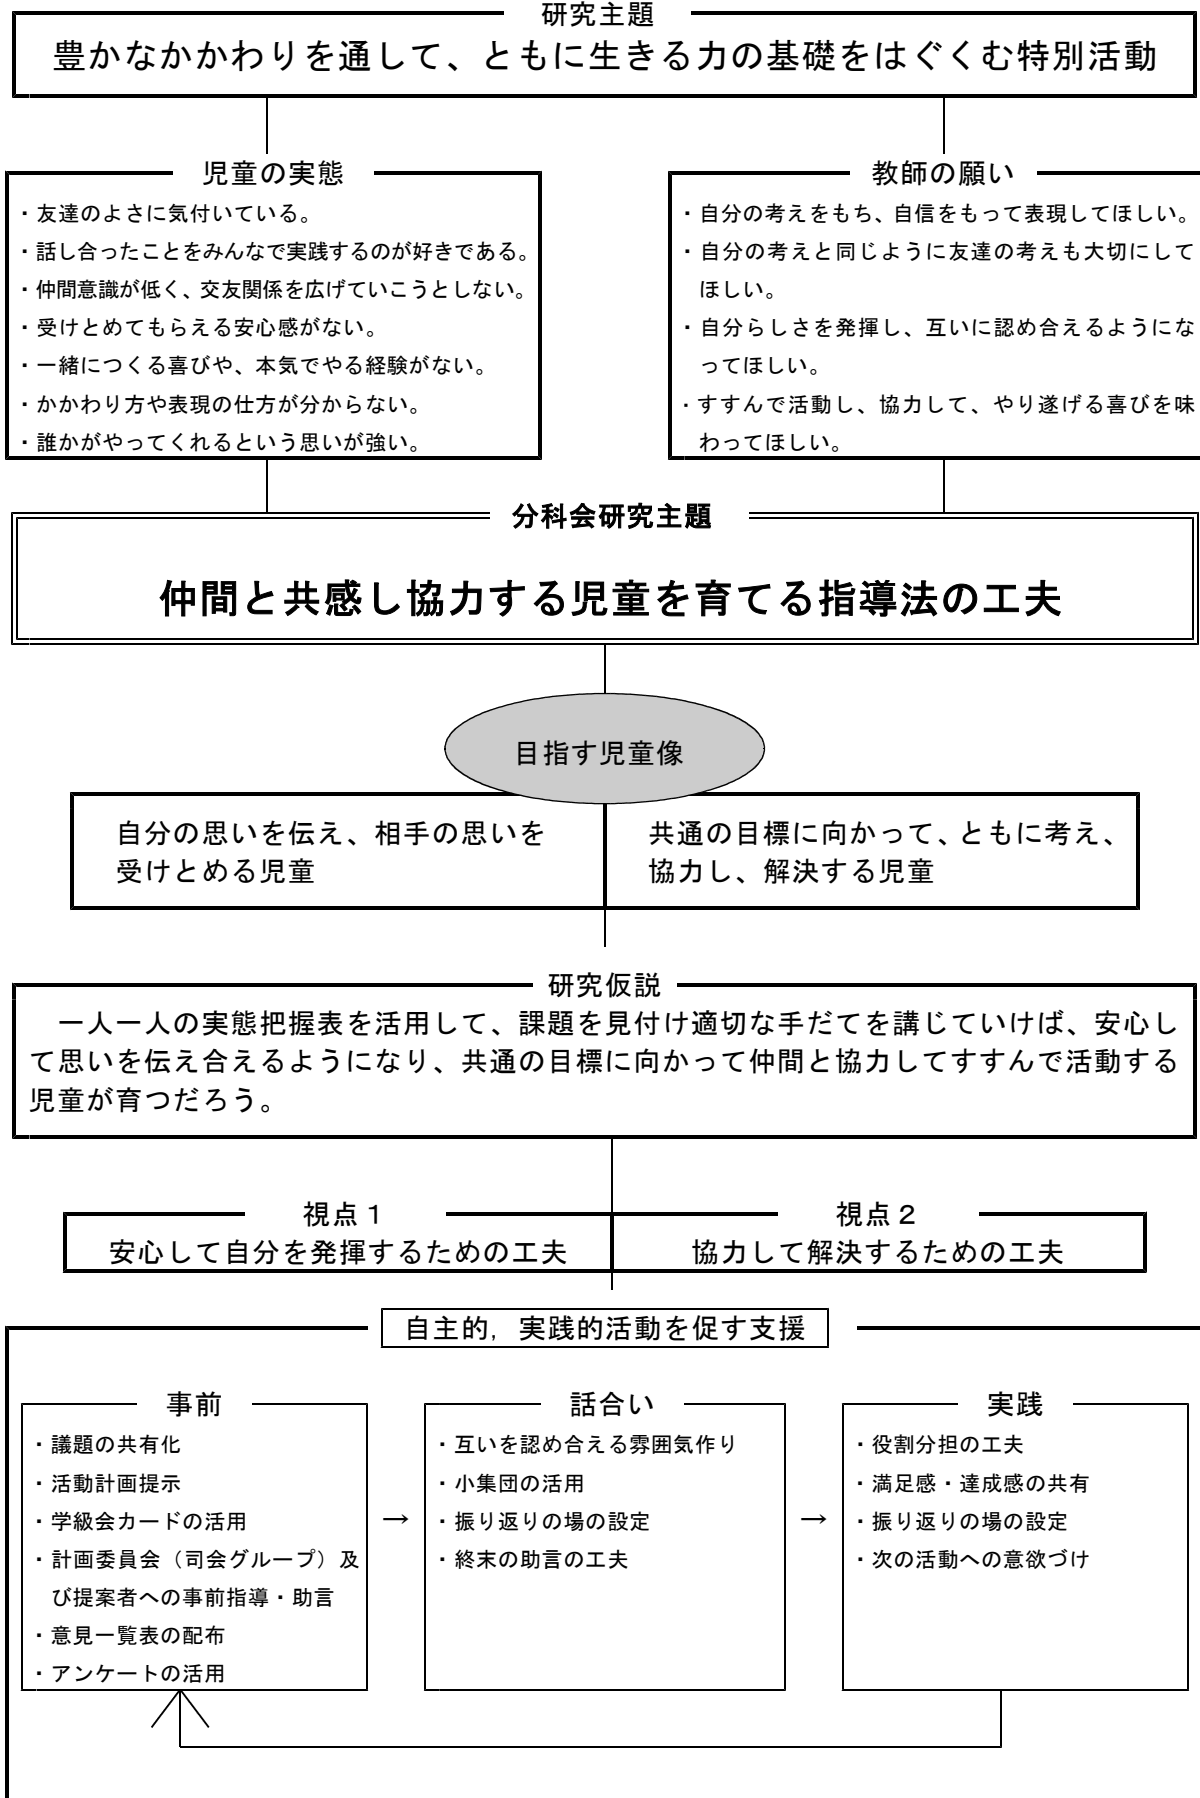 研究主題
豊かなかかわりを通して、ともに生きる力の基礎をはぐくむ特別活動
児童の実態
・友達のよさに気付いている。
・話し合ったことをみんなで実践するのが好きである。
・仲間意識が低く、交友関係を広げていこうとしない。
・受けとめてもらえる安心感がない。
・一緒につくる喜びや、本気でやる経験がない。
・かかわり方や表現の仕方が分からない。
・誰かがやってくれるという思いが強い。
教師の願い
・自分の考えをもち、自信をもって表現してほしい。
・自分の考えと同じように友達の考えも大切にして
ほしい。
・自分らしさを発揮し、互いに認め合えるようにな
ってほしい。
・すすんで活動し、協力して、やり遂げる喜びを味
わってほしい。
分科会研究主題
仲間と共感し協力する児童を育てる指導法の工夫
目指す児童像
自分の思いを伝え、相手の思いを
受けとめる児童
共通の目標に向かって、ともに考え、
協力し、解決する児童
研究仮説
一人一人の実態把握表を活用して、課題を見付け適切な手だてを講じていけば、安心し
て思いを伝え合えるようになり、共通の目標に向かって仲間と協力してすすんで活動する
児童が育つだろう。
視点1
安心して自分を発揮するための工夫
視点2
協力して解決するための工夫
自主的，実践的活動を促す支援
事前
・議題の共有化
・活動計画提示
・学級会カードの活用
・計画委員会（司会グループ）及
び提案者への事前指導・助言
・意見一覧表の配布
・アンケートの活用
→
話合い
・互いを認め合える雰囲気作り
・小集団の活用
・振り返りの場の設定
・終末の助言の工夫
→
実践
・役割分担の工夫
・満足感・達成感の共有
・振り返りの場の設定
・次の活動への意欲づけ